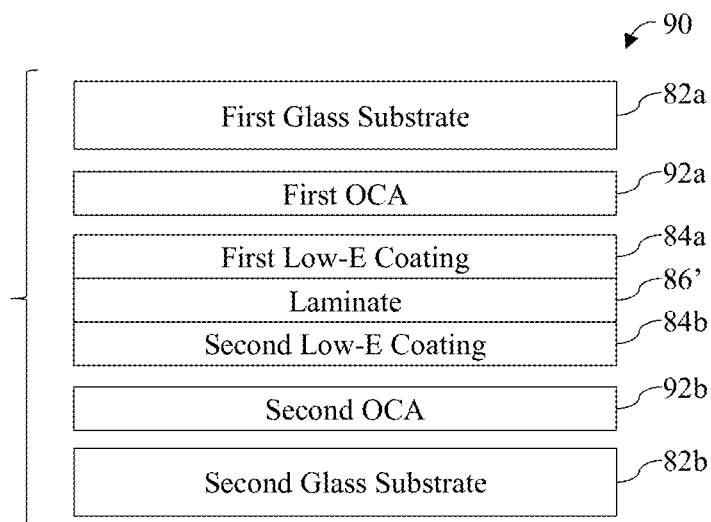 90
First Glass Substrate 82a
First OCA 92a
First Low-E Coating 84a
Laminate 86’
Second Low-E Coating 84b
Second OCA 92b
Second Glass Substrate 82b